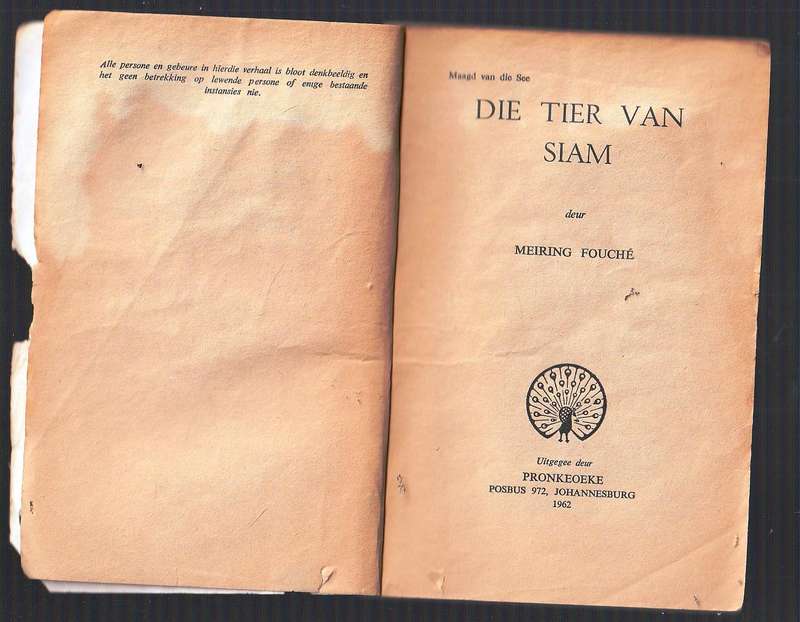 Alle persone en gebeure in hierdie verhaal is bloot denkbeeldig en
het geen betrekking op lewende persone of enige bestaande
instansies nie.
Maagd van die See
DIE TIER VAN
SIAM
deur
MEIRING FOUCHÉ
Uitgegee deur
PRONKEOEKE
POSBUS 972, JOHANNESBURG
1962